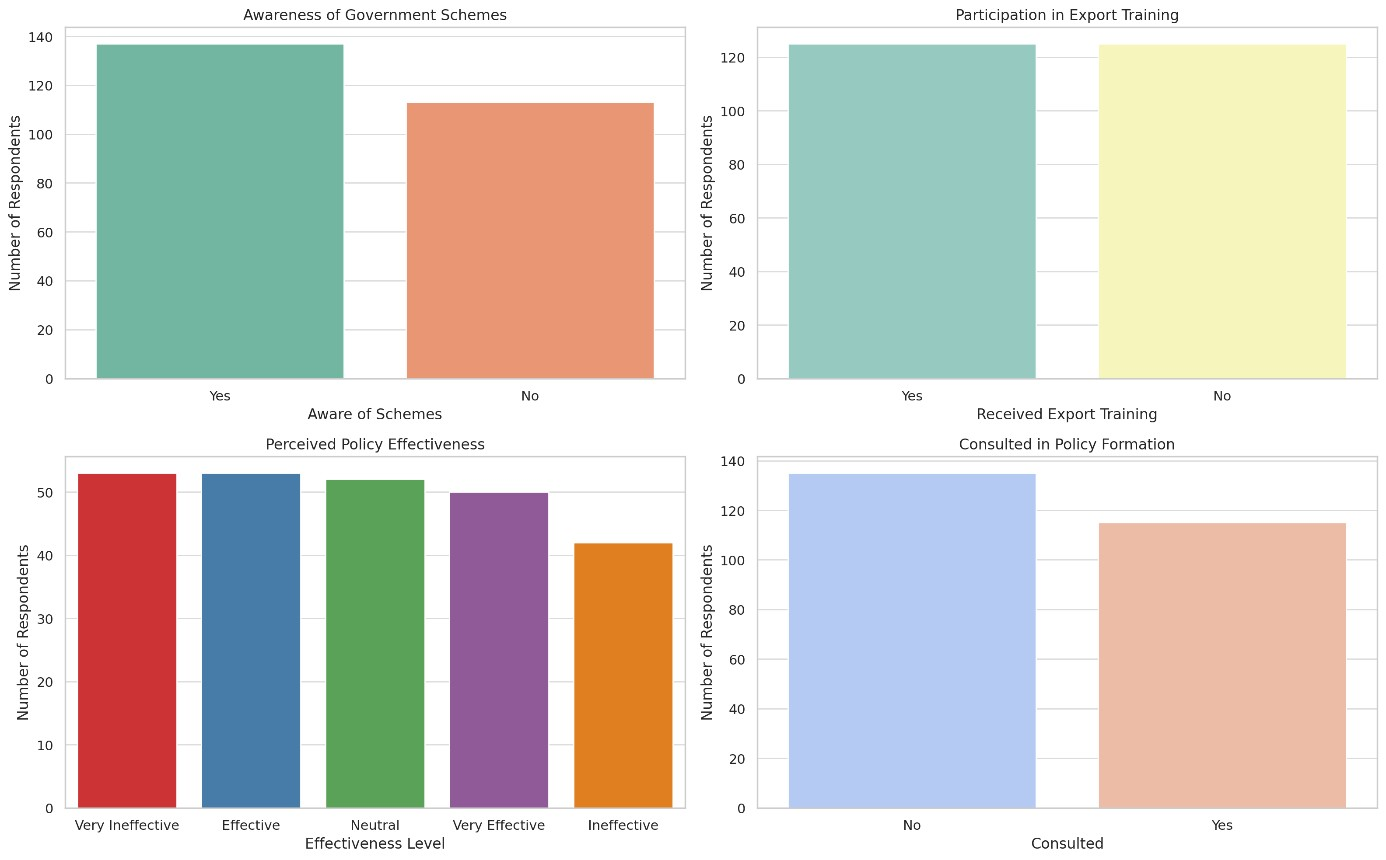 Awareness of Government Schemes
Number of Respondents
140
120
100
80
60
40
20
0
Yes
No
Aware of Schemes
Participation in Export Training
Number of Respondents
120
100
80
60
40
20
0
Yes
No
Received Export Training
Perceived Policy Effectiveness
Number of Respondents
50
40
30
20
10
0
Very Ineffective
Effective
Neutral
Very Effective
Ineffective
Effectiveness Level
Consulted in Policy Formation
Number of Respondents
140
120
100
80
60
40
20
0
No
Yes
Consulted